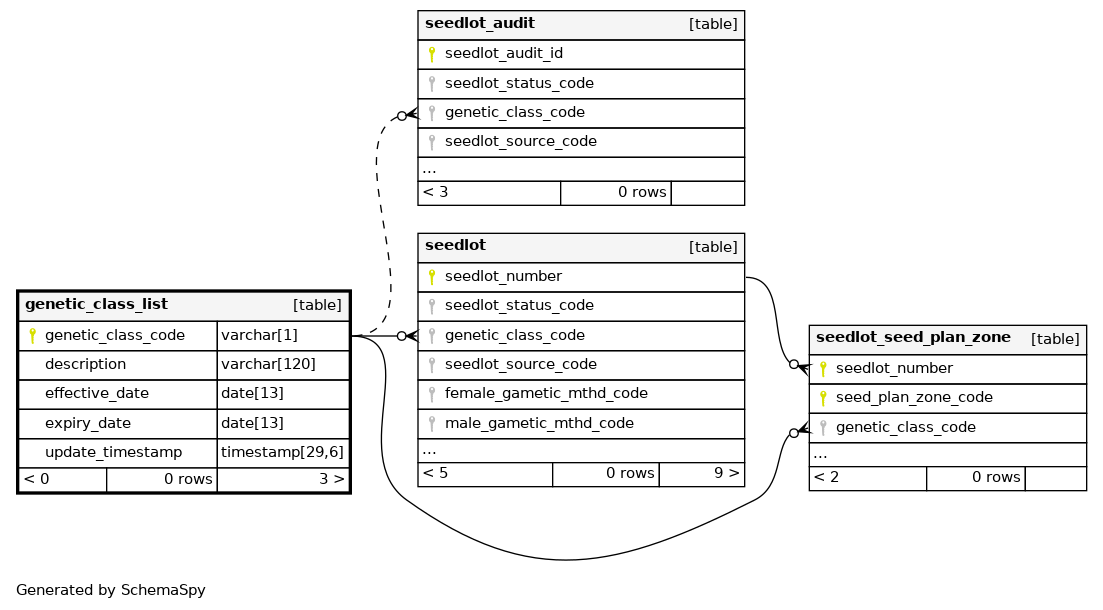 seedlot_audit [table]
seedlot_audit_id
seedlot_status_code
genetic_class_code
seedlot_source_code
...
< 3 0 rows
seedlot [table]
seedlot_number
seedlot_status_code
genetic_class_code
seedlot_source_code
female_gametic_mthd_code
male_gametic_mthd_code
...
< 5 0 rows 9 >
genetic_class_list [table]
genetic_class_code varchar[1]
description varchar[120]
effective_date date[13]
expiry_date date[13]
update_timestamp timestamp[29,6]
< 0 0 rows 3 >
seedlot_seed_plan_zone [table]
seedlot_number
seed_plan_zone_code
genetic_class_code
...
< 2 0 rows
Generated by SchemaSpy